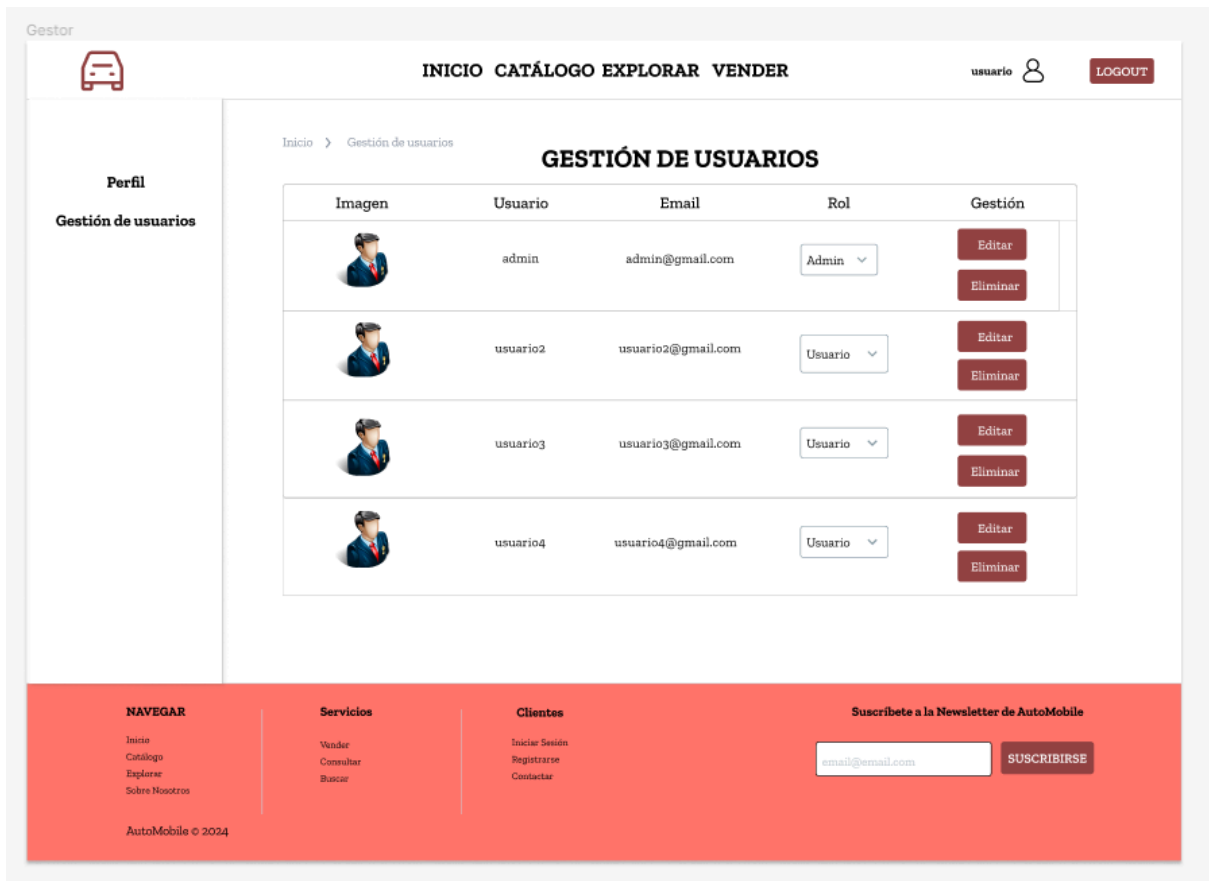 Gestor
INICIO CATÁLOGO EXPLORAR VENDER
usuario
LOGOUT
Perfil
Gestión de usuarios
Inicio ❯ Gestión de usuarios
GESTIÓN DE USUARIOS
Imagen Usuario Email Rol Gestión
admin admin@gmail.com Admin
Editar
Eliminar
usuario2 usuario2@gmail.com Usuario
Editar
Eliminar
usuario3 usuario3@gmail.com Usuario
Editar
Eliminar
usuario4 usuario4@gmail.com Usuario
Editar
Eliminar
NAVEGAR
Inicio
Catálogo
Explorar
Sobre Nosotros
AutoMobile © 2024
Servicios
Vender
Consultar
Buscar
Clientes
Iniciar Sesión
Registrarse
Contactar
Suscríbete a la Newsletter de AutoMobile
email@email.com
SUSCRIBIRSE